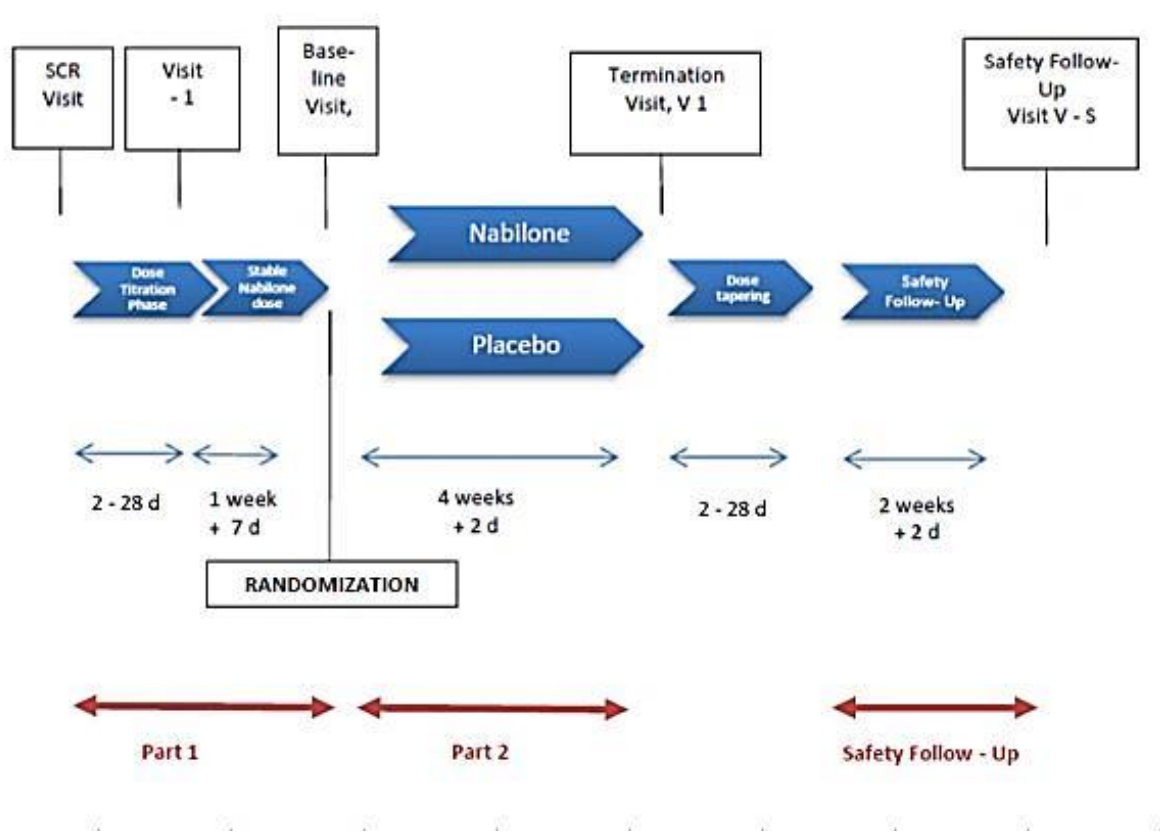 SCR
Visit
Visit
- 1
Base-
line
Visit,
Termination
Visit, V 1
Safety Follow-
Up
Visit V - S
Dose
Titration
Phase
Stable
Nabilone
dose
Nabilone
Placebo
Dose
tapering
Safety
Follow- Up
2 - 28 d
1 week
+ 7 d
4 weeks
+ 2 d
2 - 28 d
2 weeks
+ 2 d
RANDOMIZATION
Part 1
Part 2
Safety Follow - Up